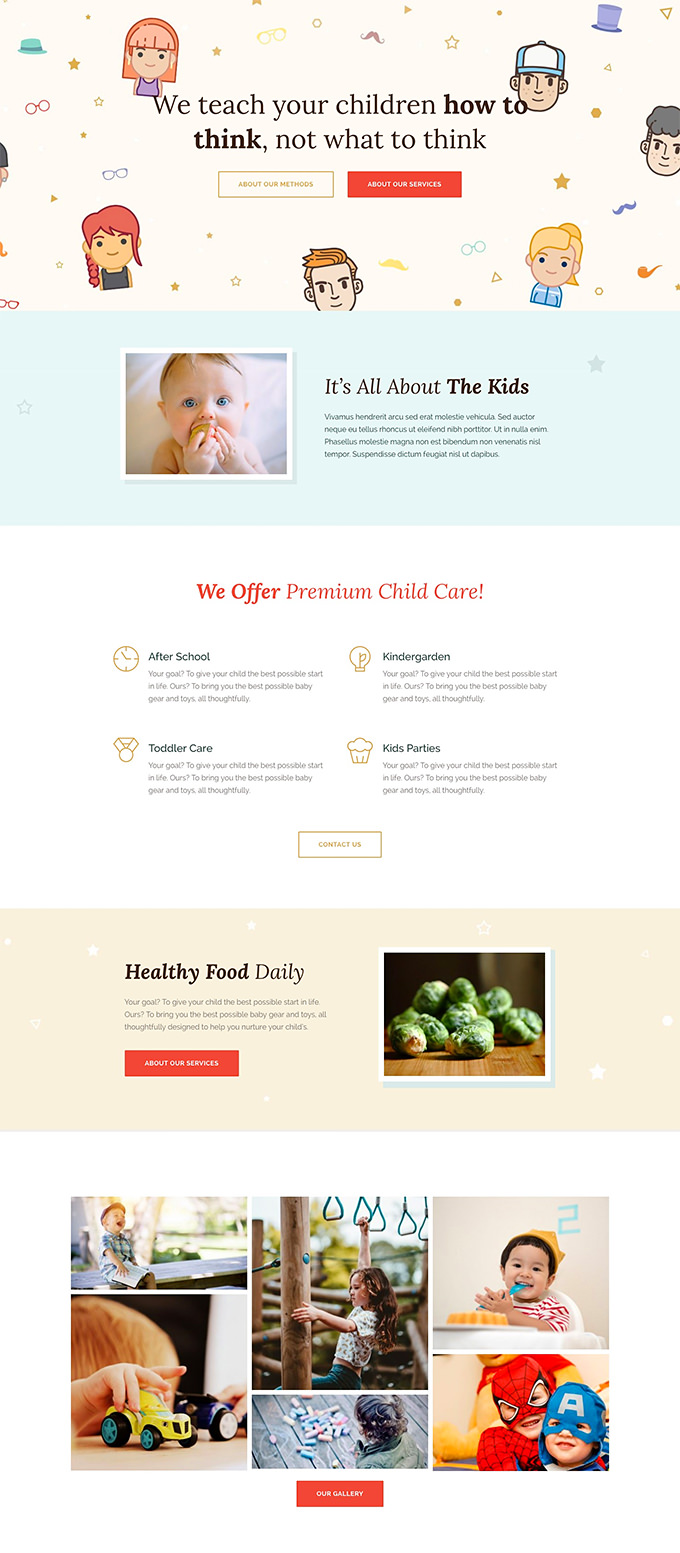 We teach your children how to
think, not what to think
ABOUT OUR METHODS
ABOUT OUR SERVICES
It's All About The Kids
Vivamus hendrerit arcu sed erat molestie vehicula. Sed auctor
neque eu tellus rhoncus ut eleifend nibh porttitor. Ut in nulla enim.
Phasellus molestie magna non est bibendum non venenatis nisl
tempor. Suspendisse dictum feugiat nisl ut dapibus.
We Offer Premium Child Care!
After School
Your goal? To give your child the best possible start
in life. Ours? To bring you the best possible baby
gear and toys, all thoughtfully.
Kindergarden
Your goal? To give your child the best possible start
in life. Ours? To bring you the best possible baby
gear and toys, all thoughtfully.
Toddler Care
Your goal? To give your child the best possible start
in life. Ours? To bring you the best possible baby
gear and toys, all thoughtfully.
Kids Parties
Your goal? To give your child the best possible start
in life. Ours? To bring you the best possible baby
gear and toys, all thoughtfully.
CONTACT US
Healthy Food Daily
Your goal? To give your child the best possible start in life.
Ours? To bring you the best possible baby gear and toys, all
thoughtfully designed to help you nurture your child's.
ABOUT OUR SERVICES
2
A
OUR GALLERY